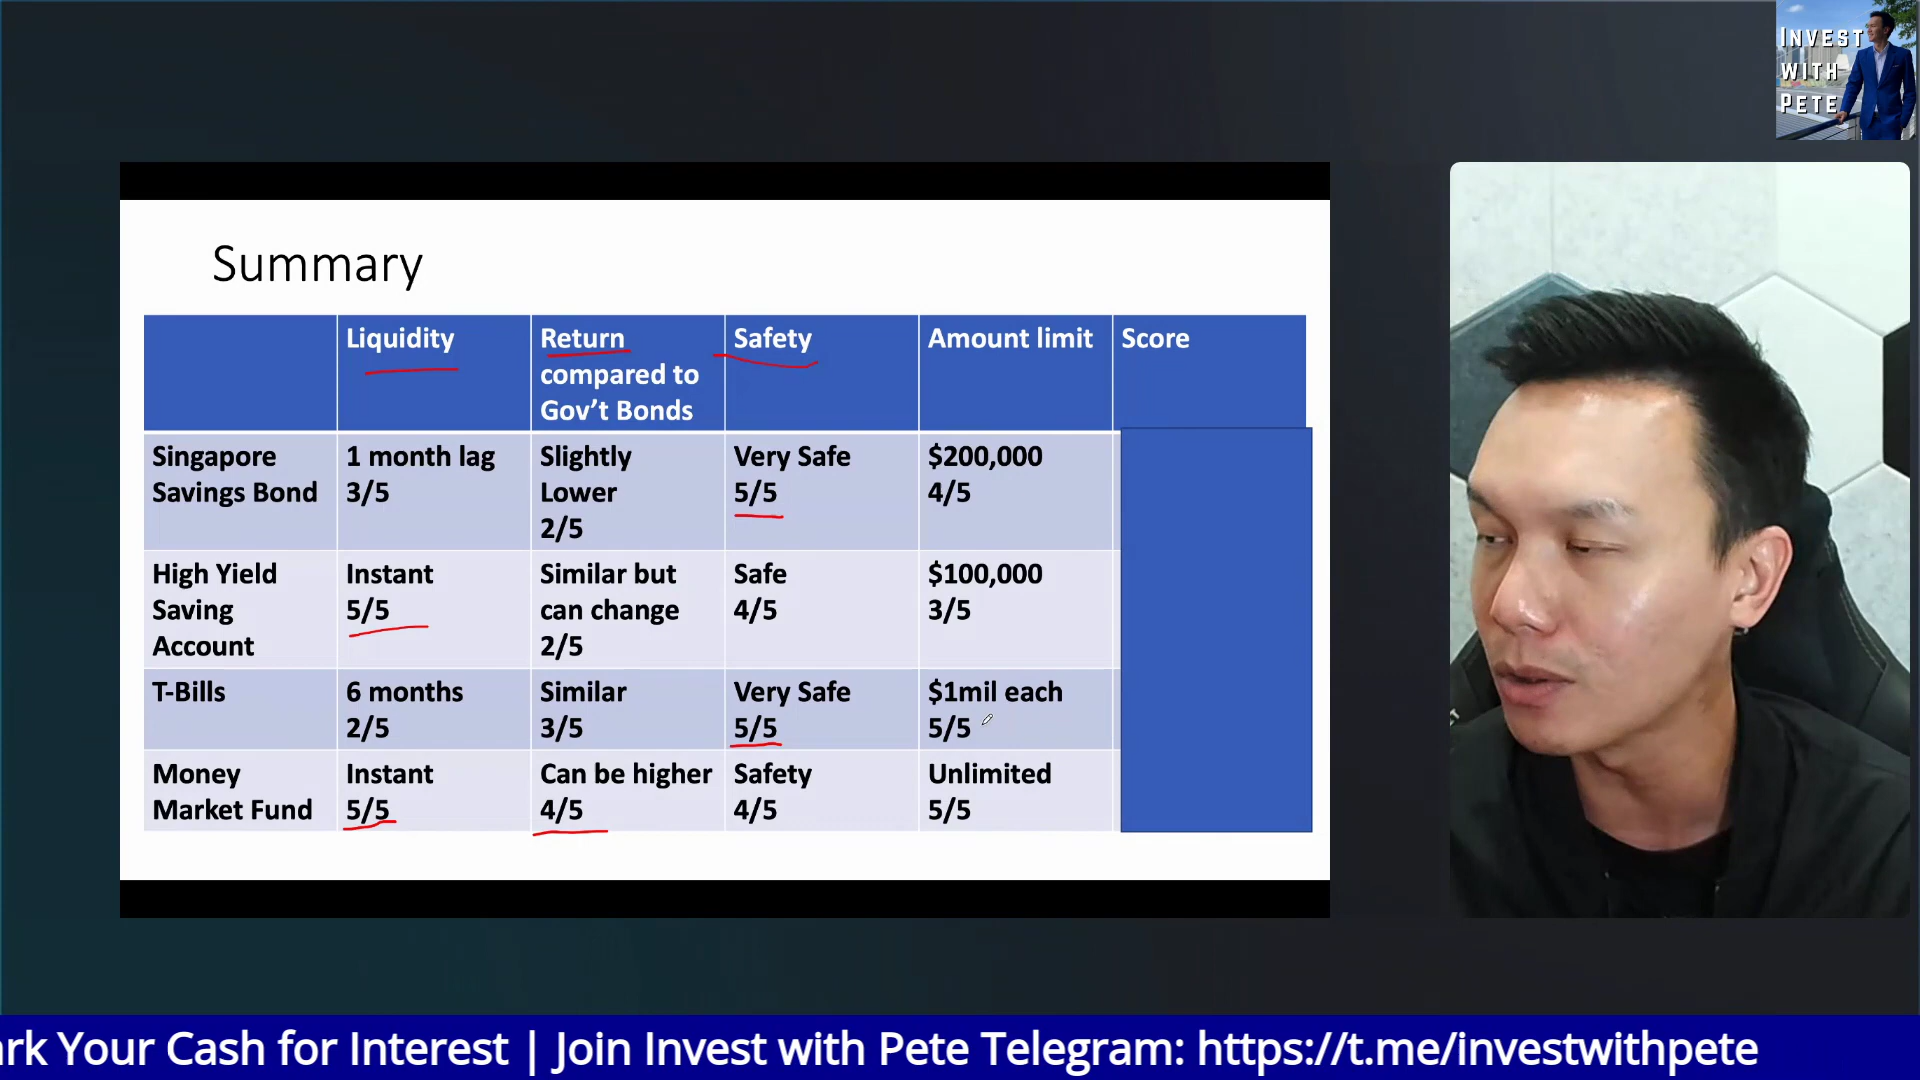 INVEST
WITH
PETE
Summary
Liquidity
Return
compared to
Gov't Bonds
Safety
Amount limit
Score
Singapore
Savings Bond
1 month lag
3/5
Slightly
Lower
2/5
Very Safe
5/5
$200,000
4/5
High Yield
Saving
Account
Instant
5/5
Similar but
can change
2/5
Safe
4/5
$100,000
3/5
T-Bills
6 months
2/5
Similar
3/5
Very Safe
5/5
$1mil each
5/5
Money
Market Fund
Instant
5/5
Can be higher
4/5
Safety
4/5
Unlimited
5/5
Your Cash for Interest | Join Invest with Pete Telegram: https://t.me/investwithpete